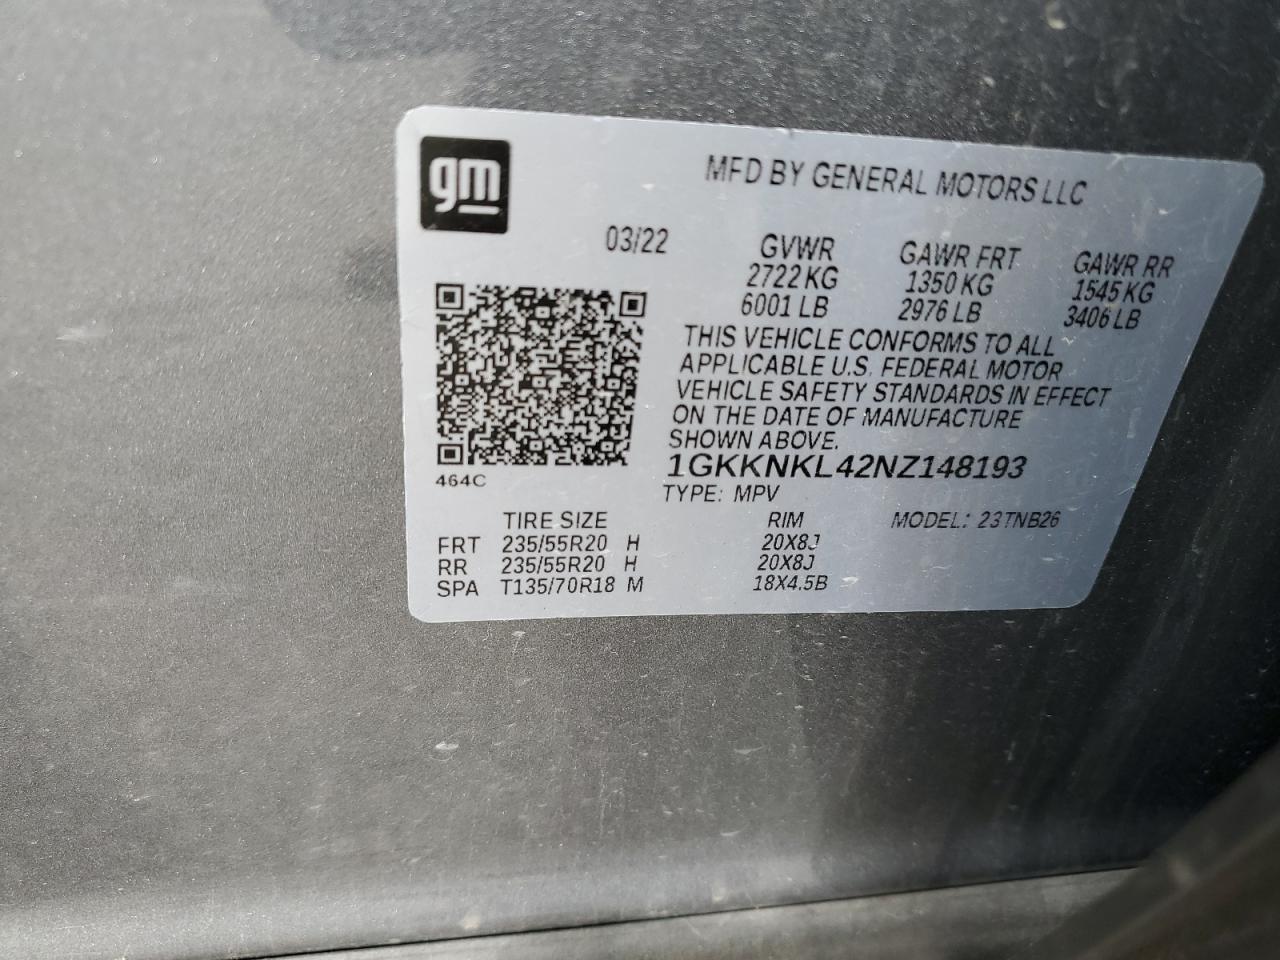 gm
MFD BY GENERAL MOTORS LLC
03/22
GVWR GAWR FRT GAWR RR
2722 KG 1350 KG 1545 KG
6001 LB 2976 LB 3406 LB
THIS VEHICLE CONFORMS TO ALL
APPLICABLE U.S. FEDERAL MOTOR
VEHICLE SAFETY STANDARDS IN EFFECT
ON THE DATE OF MANUFACTURE
SHOWN ABOVE.
1GKKNKL42NZ148193
464C
TYPE: MPV
TIRE SIZE RIM MODEL: 23TNB26
FRT 235/55R20 H 20X8J
RR 235/55R20 H 20X8J
SPA T135/70R18 M 18X4.5B